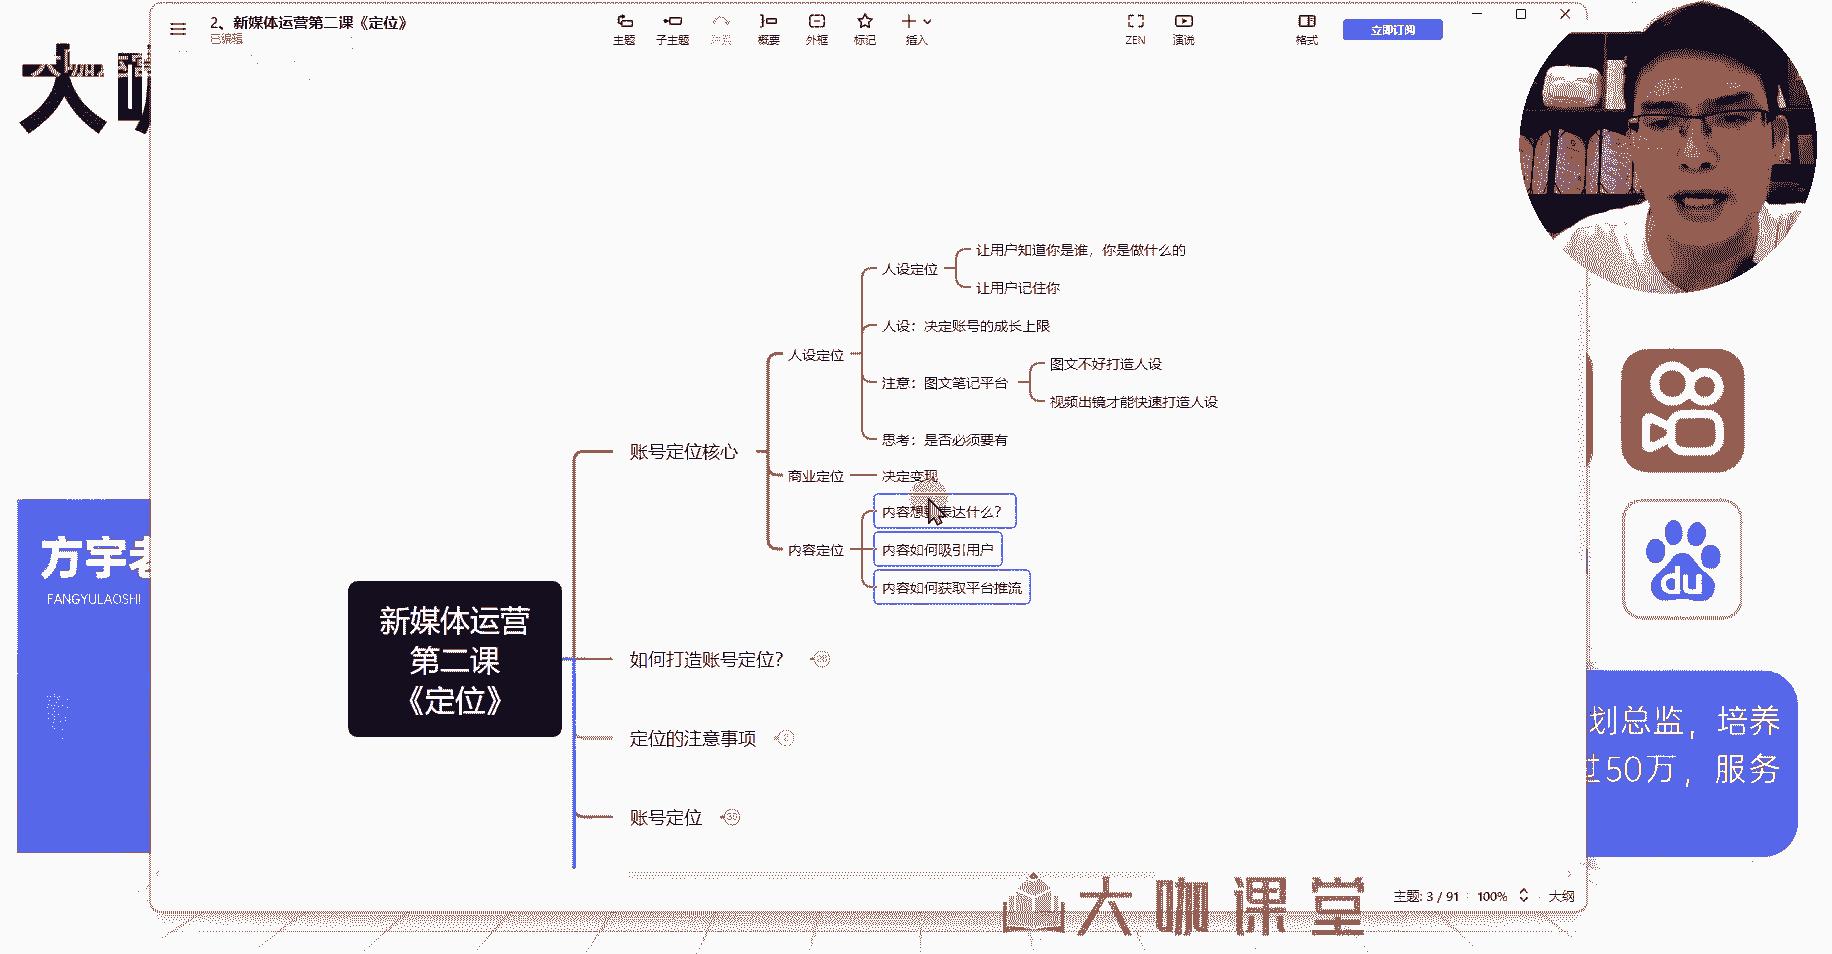 2、新媒体运营第二课《定位》
已编辑
主题
子主题
概要
外框
标记
插入
ZEN
演说
格式
立即订阅
大咖
人设定位
让用户知道你是谁，你是做什么的
让用户记住你
人设：决定账号的成长上限
人设定位
注意：图文笔记平台
图文不好打造人设
视频出镜才能快速打造人设
思考：是否必须要有
账号定位核心
商业定位
决定变现
内容想要表达什么？
内容定位
内容如何吸引用户
内容如何获取平台推流
新媒体运营
第二课
《定位》
如何打造账号定位？
定位的注意事项
账号定位
方宇老
FANGYULAOSHI
du
划总监，培养
过50万，服务
大咖课堂
主题: 3 / 91
100%
大纲